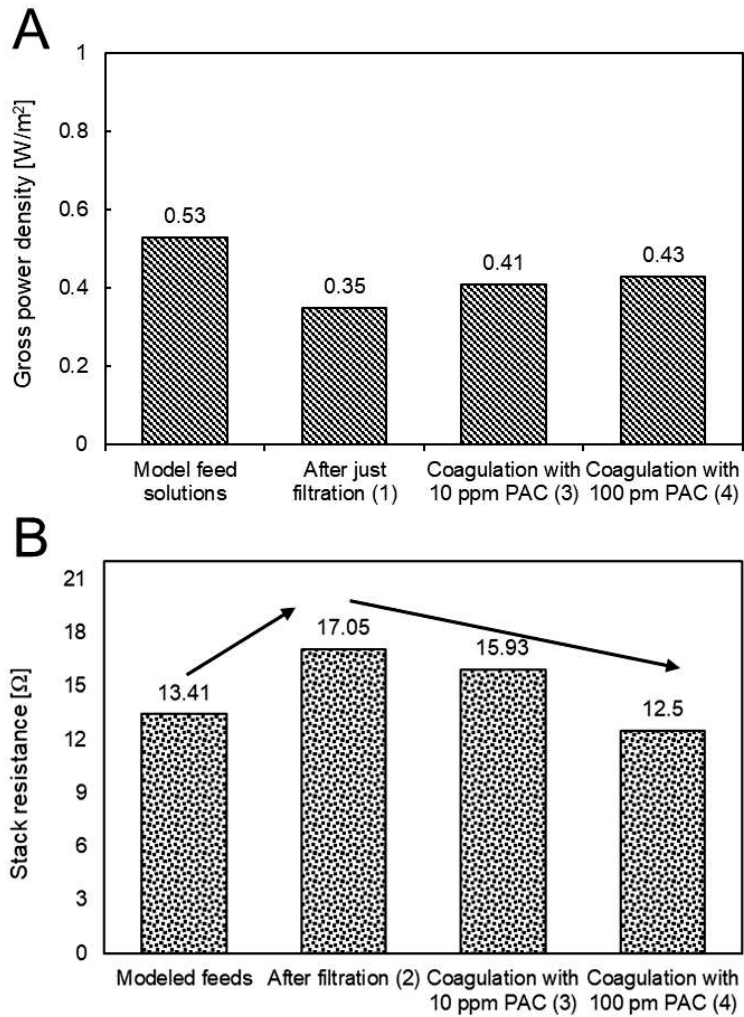 A
Gross power density [W/m²]
1
0.8
0.6
0.4
0.2
0
0.53
0.35
0.41
0.43
Model feed
solutions
After just
filtration (1)
Coagulation with
10 ppm PAC (3)
Coagulation with
100 pm PAC (4)
B
Stack resistance [Ω]
21
18
15
12
9
6
3
0
13.41
17.05
15.93
12.5
Modeled feeds
After filtration (2)
Coagulation with
10 ppm PAC (3)
Coagulation with
100 pm PAC (4)